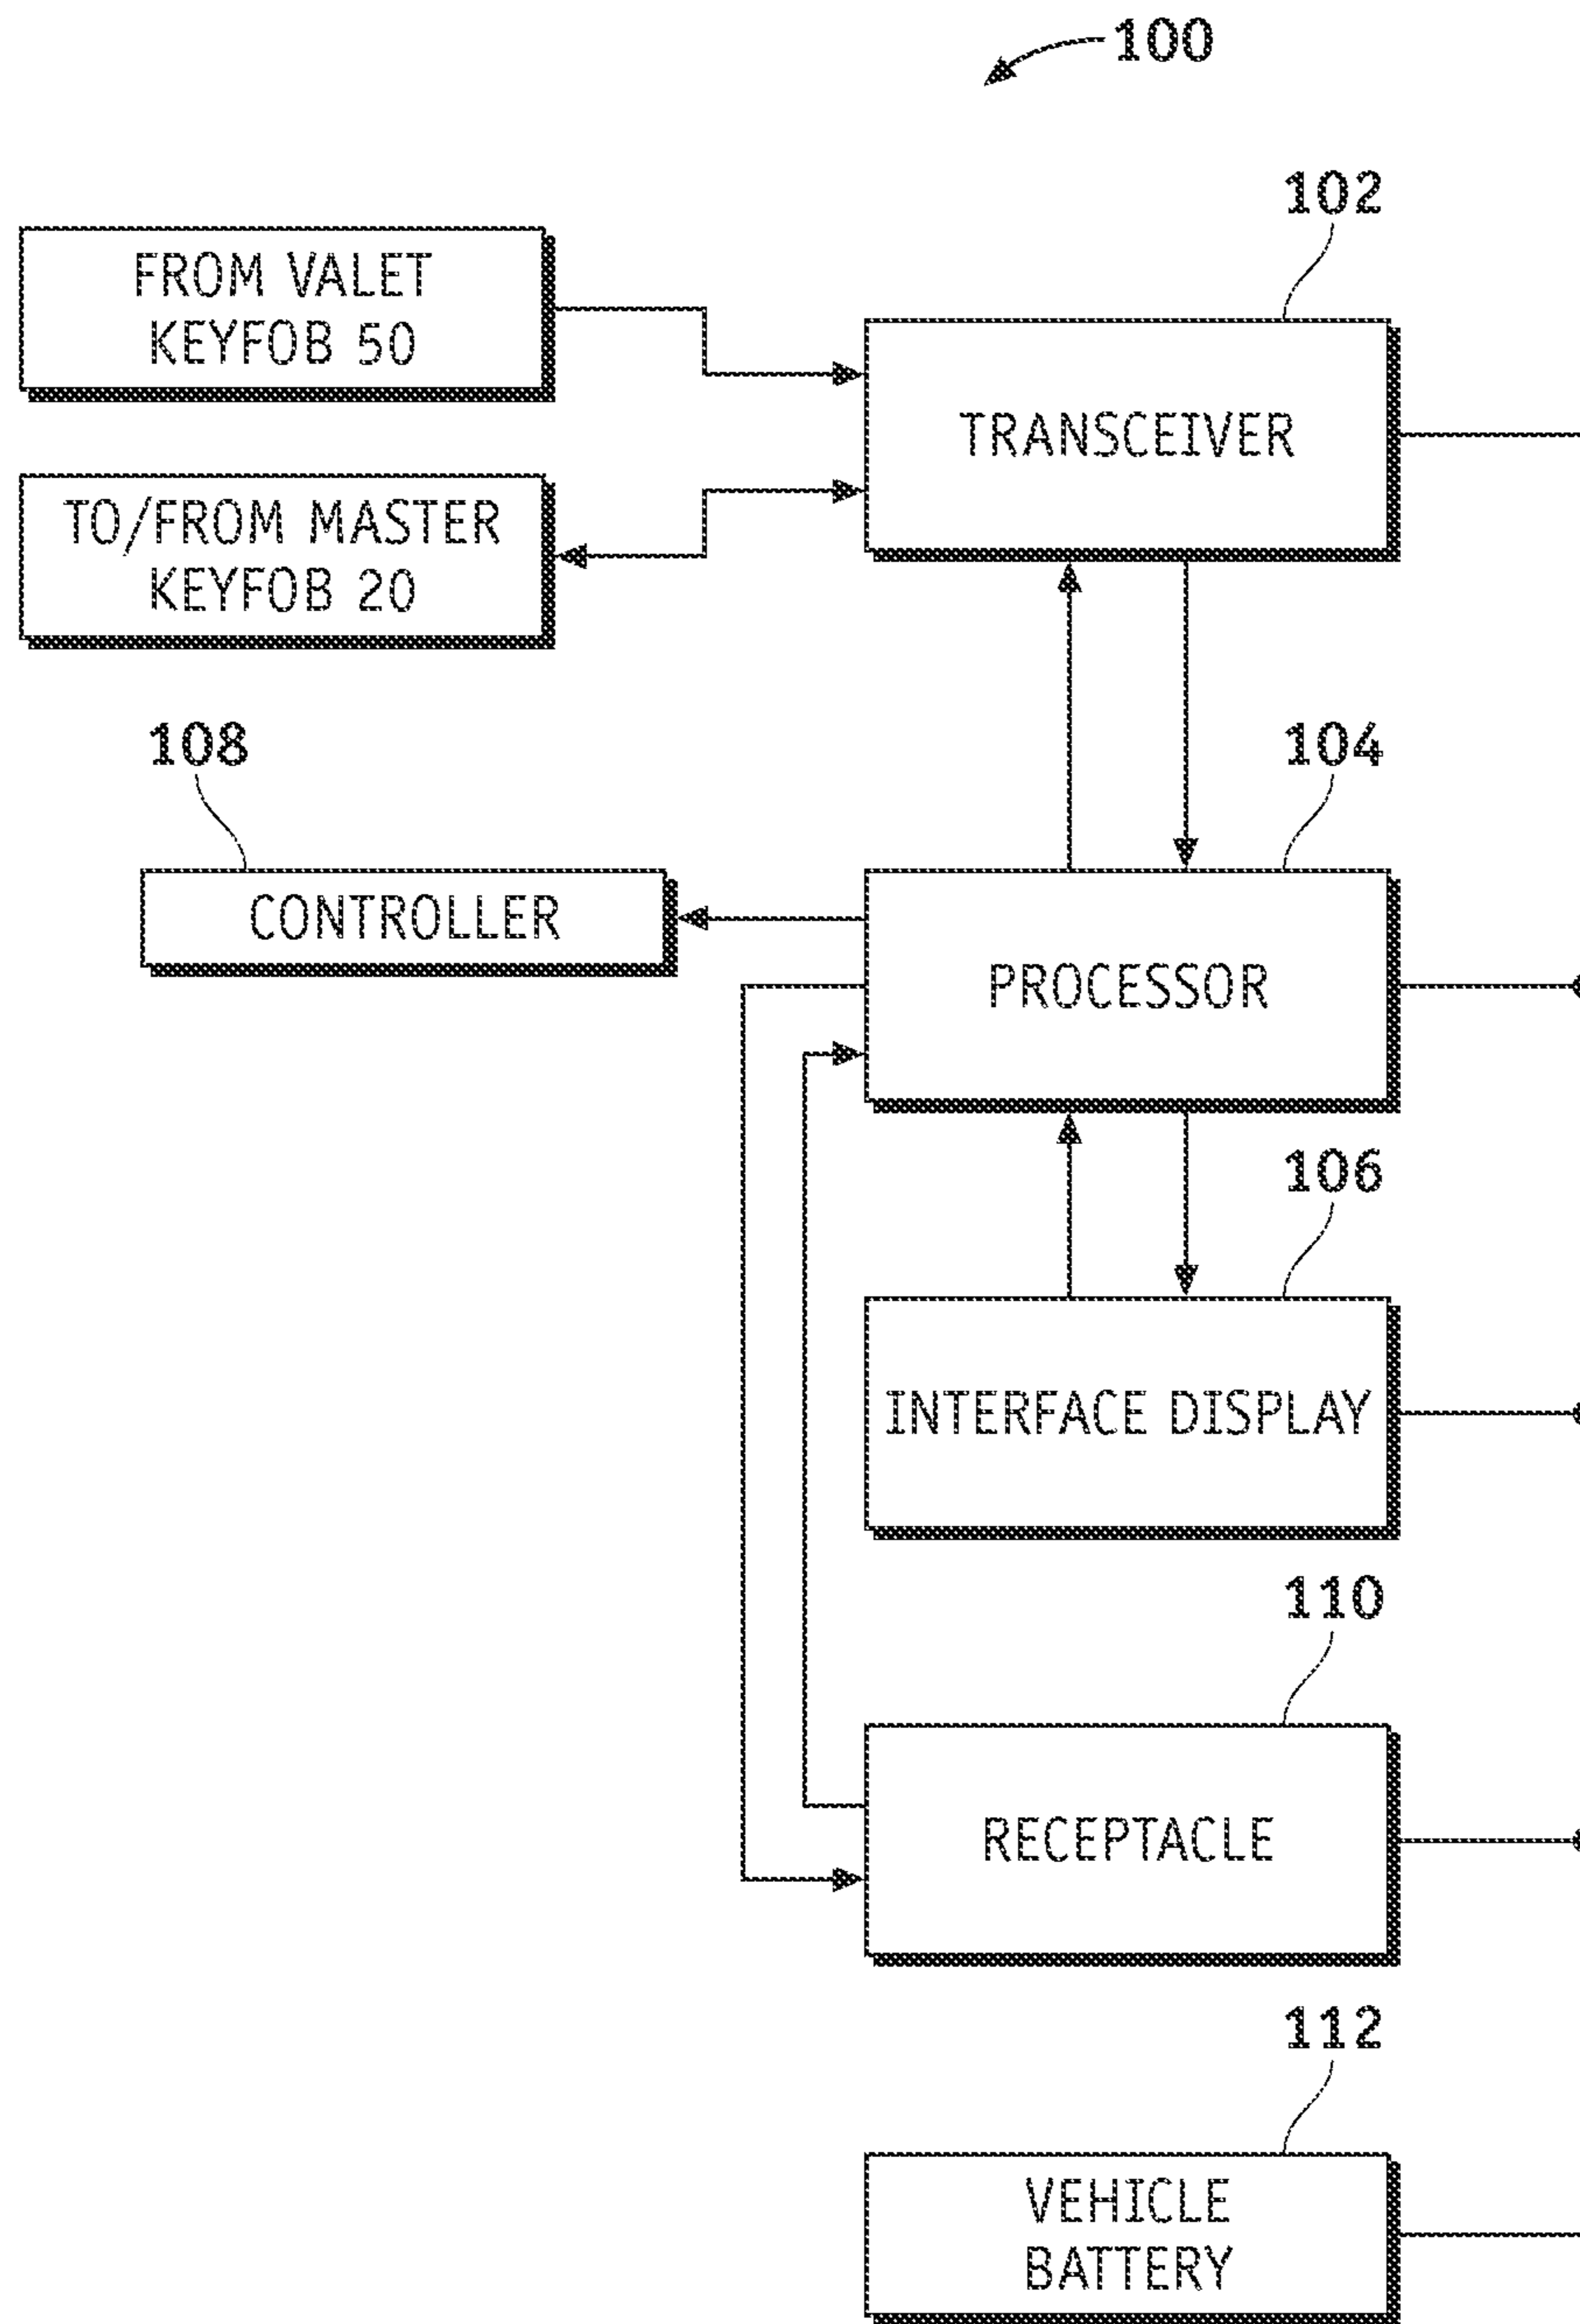 100
102
FROM VALET
KEYFOB 50
TRANSCEIVER
TO/FROM MASTER
KEYFOB 20
108
104
CONTROLLER
PROCESSOR
106
INTERFACE DISPLAY
110
RECEPTACLE
112
VEHICLE
BATTERY